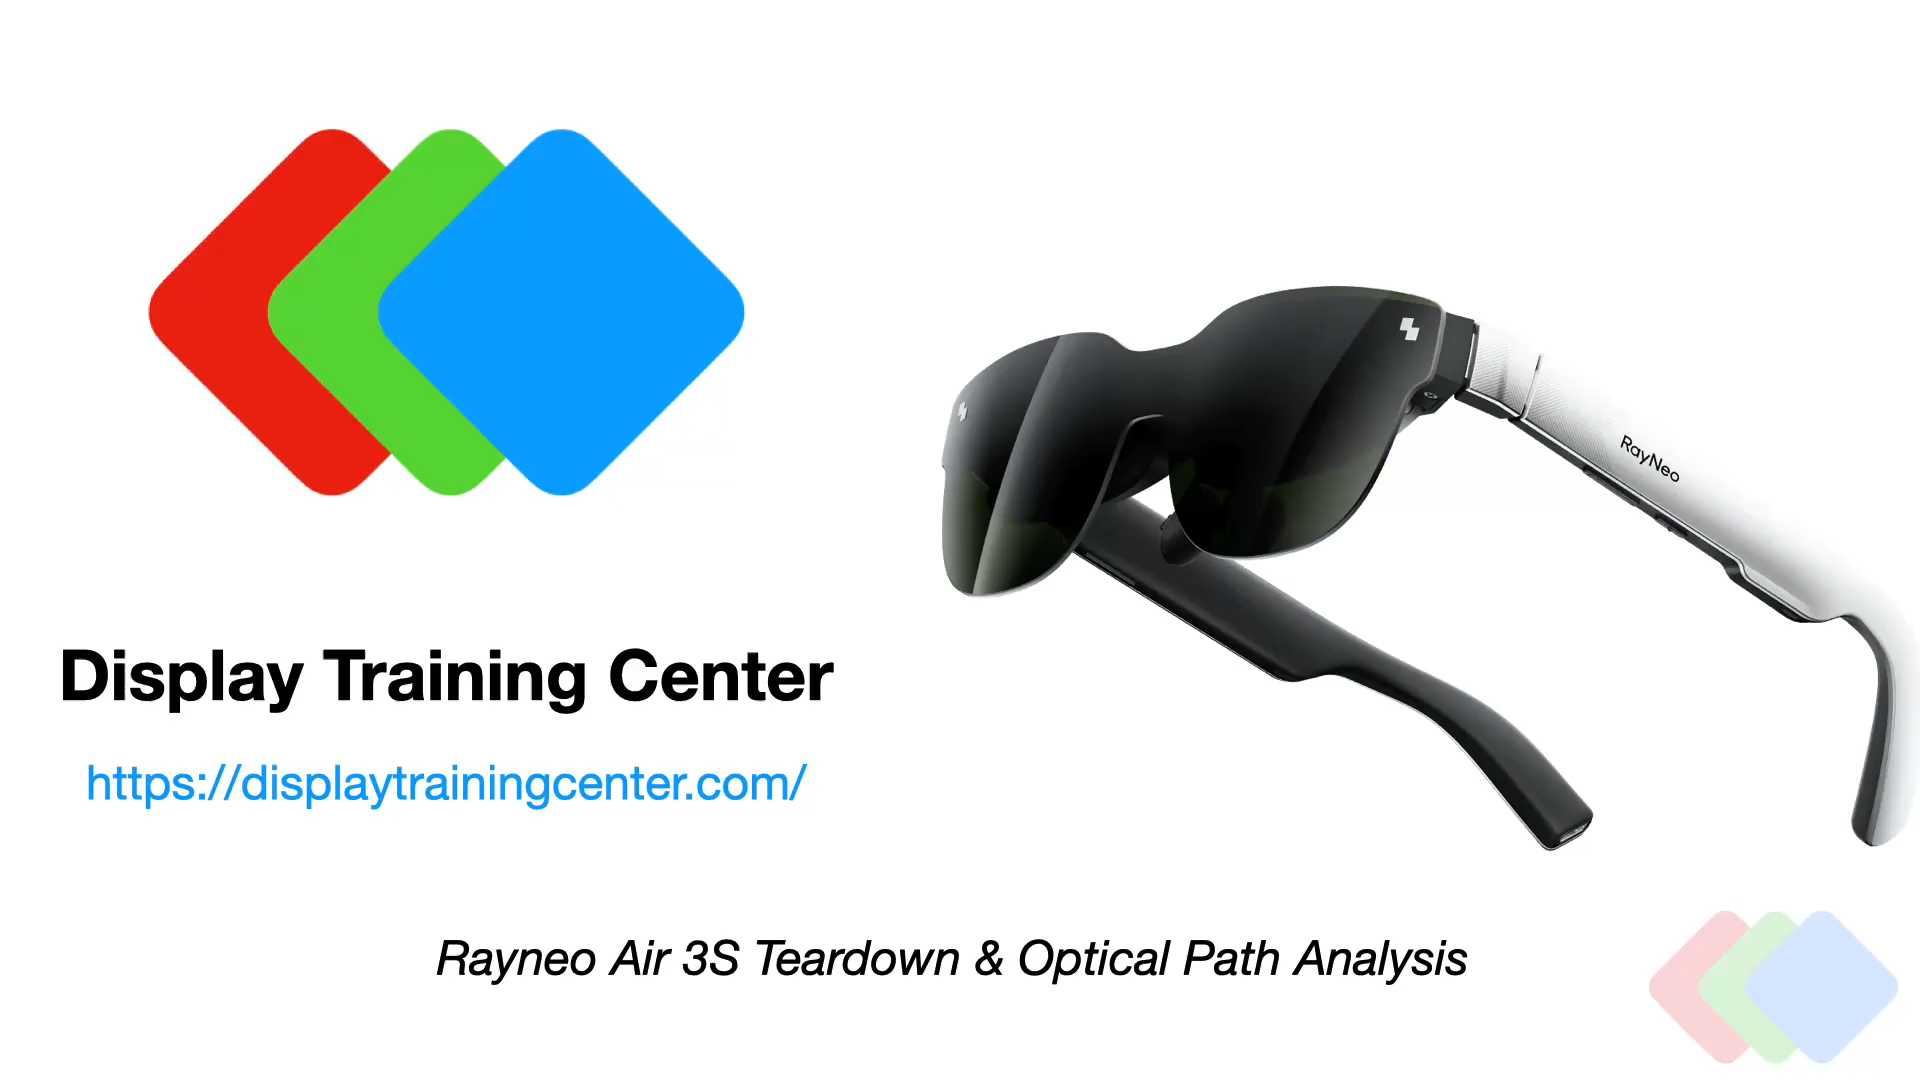 RayNeo
Display Training Center
https://displaytrainingcenter.com/
Rayneo Air 3S Teardown & Optical Path Analysis